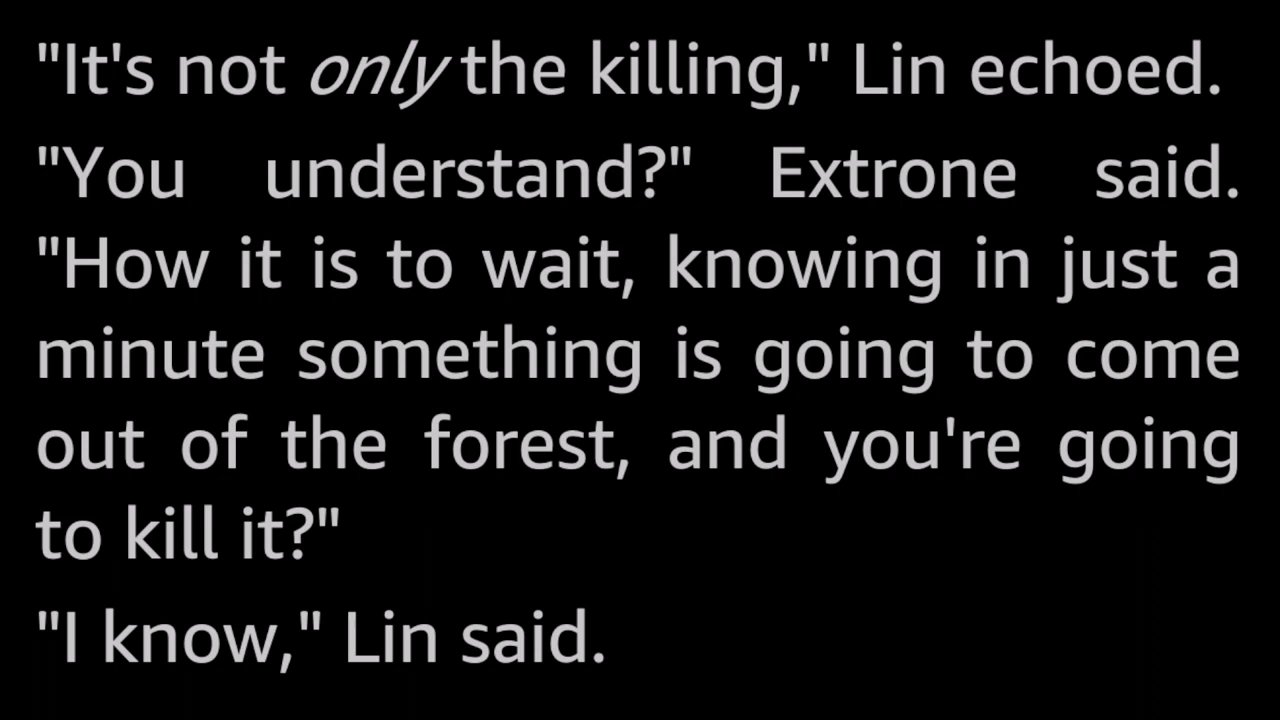 "It's not only the killing," Lin echoed.
"You understand?" Extrone said.
"How it is to wait, knowing in just a
minute something is going to come
out of the forest, and you're going
to kill it?"
"I know," Lin said.